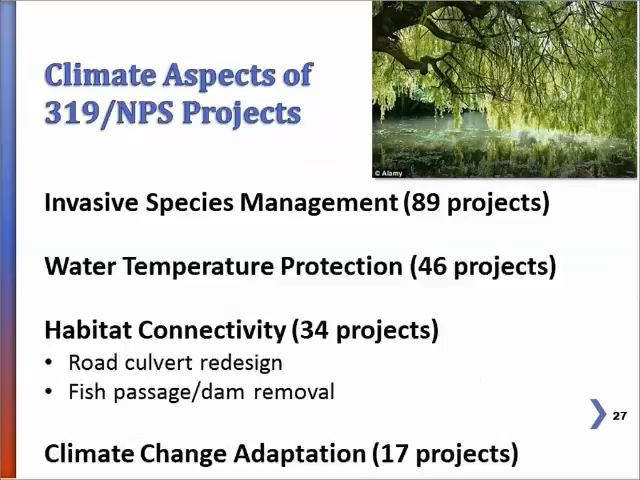 Climate Aspects of
319/NPS Projects
© Alamy
Invasive Species Management (89 projects)
Water Temperature Protection (46 projects)
Habitat Connectivity (34 projects)
• Road culvert redesign
• Fish passage/dam removal
27
Climate Change Adaptation (17 projects)